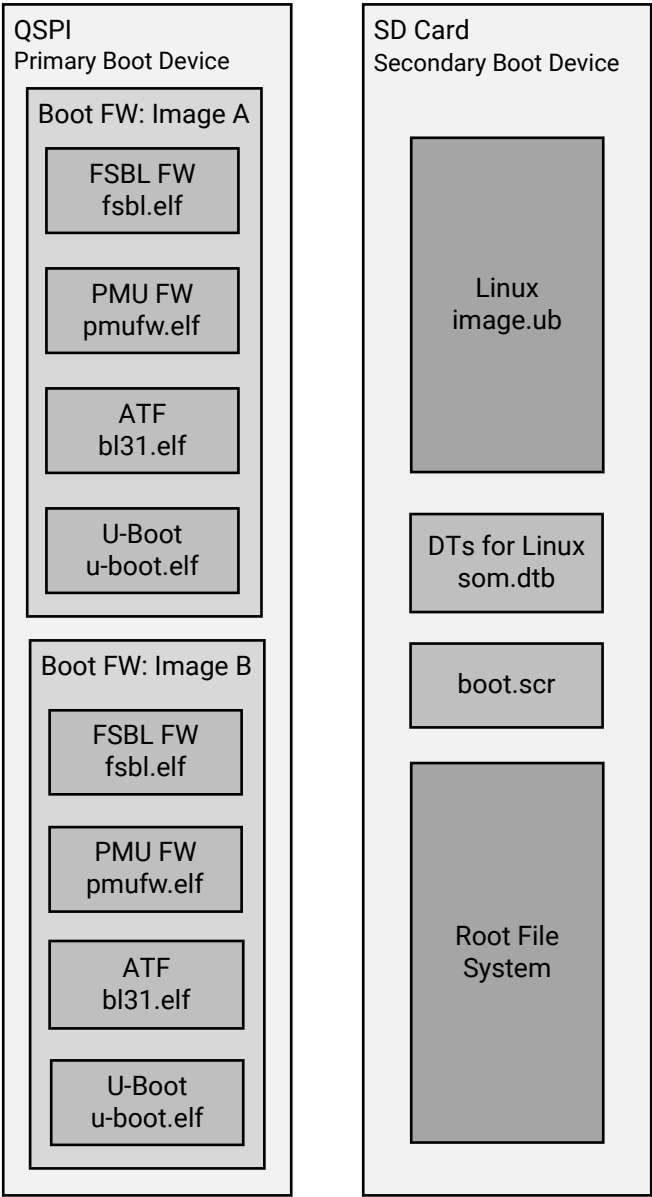 QSPI
Primary Boot Device
Boot FW: Image A
FSBL FW
fsbl.elf
PMU FW
pmufw.elf
ATF
bl31.elf
U-Boot
u-boot.elf
Boot FW: Image B
FSBL FW
fsbl.elf
PMU FW
pmufw.elf
ATF
bl31.elf
U-Boot
u-boot.elf
SD Card
Secondary Boot Device
Linux
image.ub
DTs for Linux
som.dtb
boot.scr
Root File
System